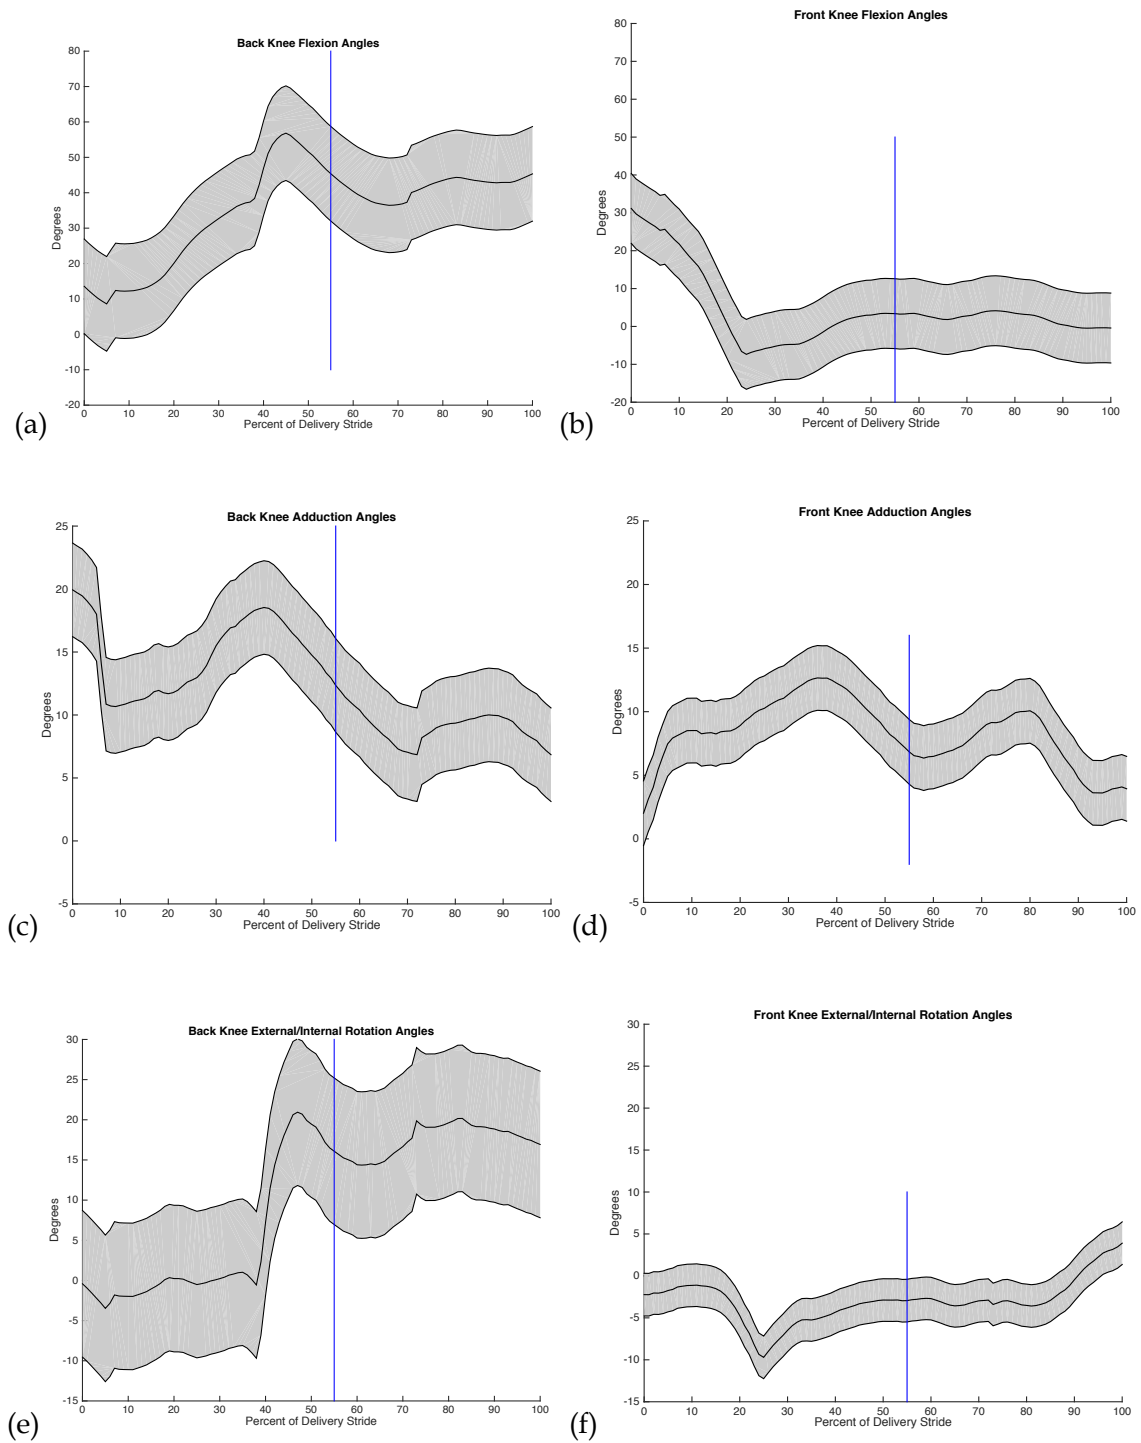 Back Knee Flexion Angles
80
70
60
50
40
30
20
10
0
-10
-20
Degrees
0 10 20 30 40 50 60 70 80 90 100
Percent of Delivery Stride
(a)
Front Knee Flexion Angles
80
70
60
50
40
30
20
10
0
-10
-20
Degrees
0 10 20 30 40 50 60 70 80 90 100
Percent of Delivery Stride
(b)
Back Knee Adduction Angles
25
20
15
10
5
0
-5
Degrees
0 10 20 30 40 50 60 70 80 90 100
Percent of Delivery Stride
(c)
Front Knee Adduction Angles
25
20
15
10
5
0
-5
Degrees
0 10 20 30 40 50 60 70 80 90 100
Percent of Delivery Stride
(d)
Back Knee External/Internal Rotation Angles
30
25
20
15
10
5
0
-5
-10
-15
Degrees
0 10 20 30 40 50 60 70 80 90 100
Percent of Delivery Stride
(e)
Front Knee External/Internal Rotation Angles
30
25
20
15
10
5
0
-5
-10
-15
Degrees
0 10 20 30 40 50 60 70 80 90 100
Percent of Delivery Stride
(f)